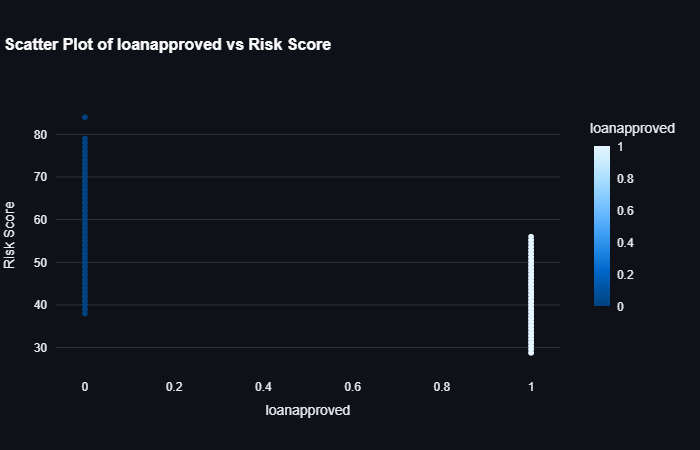 Scatter Plot of loanapproved vs Risk Score
loanapproved
1
0.8
0.6
0.4
0.2
0
Risk Score
80
70
60
50
40
30
0 0.2 0.4 0.6 0.8 1
loanapproved